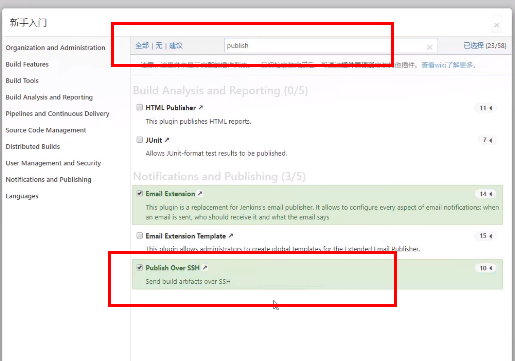 新手入门
×
全部 | 无 | 建议
publish
×
已选择 (23/58)
Organization and Administration
Build Features
Build Tools
Build Analysis and Reporting
Pipelines and Continuous Delivery
Source Code Management
Distributed Builds
User Management and Security
Notifications and Publishing
Languages
查看wiki了解更多。
Build Analysis and Reporting (0/5)
HTML Publisher
11
This plugin publishes HTML reports.
JUnit
7
Allows JUnit-format test results to be published.
Notifications and Publishing (3/5)
Email Extension
14
This plugin is a replacement for Jenkins's email publisher. It allows to configure every aspect of email notifications: when
an email is sent, who should receive it and what the email says
Email Extension Template
15
This plugin allows administrators to create global templates for the Extended Email Publisher.
Publish Over SSH
10
Send build artifacts over SSH